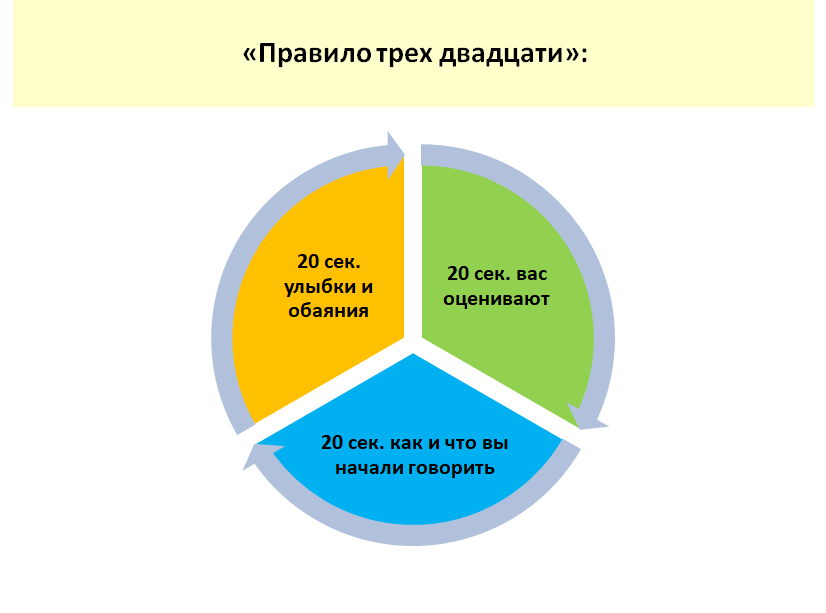 «Правило трех двадцати»:
20 сек. вас
оценивают
20 сек. как и что вы
начали говорить
20 сек.
улыбки и
обаяния